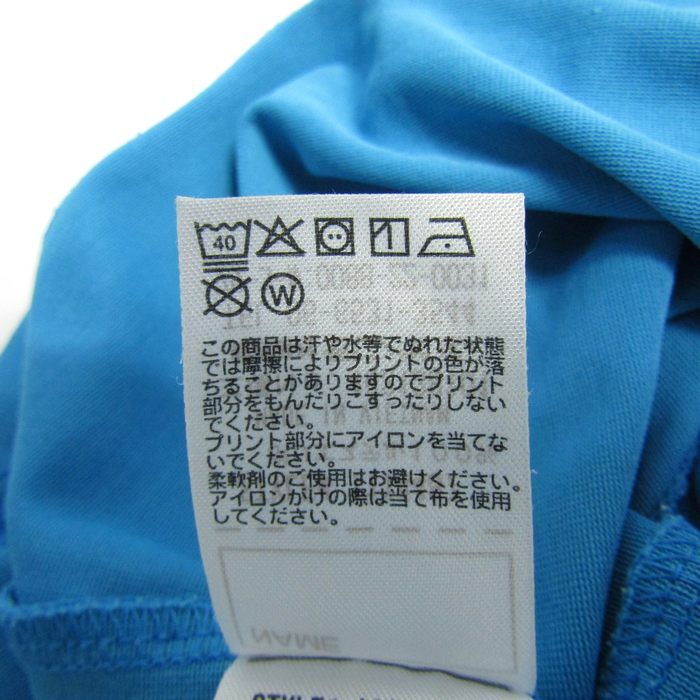 40
W
この商品は汗や水等でぬれた状態
では摩擦によりプリントの色が落
ちることがありますのでプリント
部分をもんだりこすったりしない
でください。
プリント部分にアイロンを当てな
いでください。
柔軟剤のご使用はお避けください。
アイロンがけの際は当て布を使用
してください。
NAME